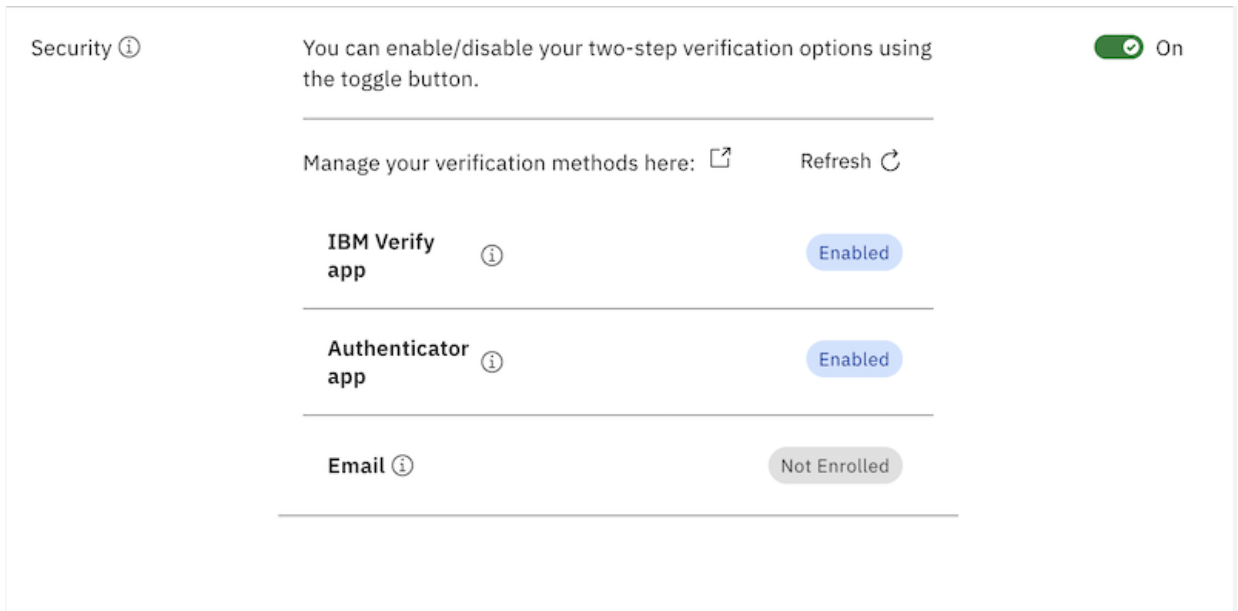 Security
You can enable/disable your two-step verification options using
the toggle button.
On
Manage your verification methods here:
Refresh
IBM Verify
app
Enabled
Authenticator
app
Enabled
Email
Not Enrolled